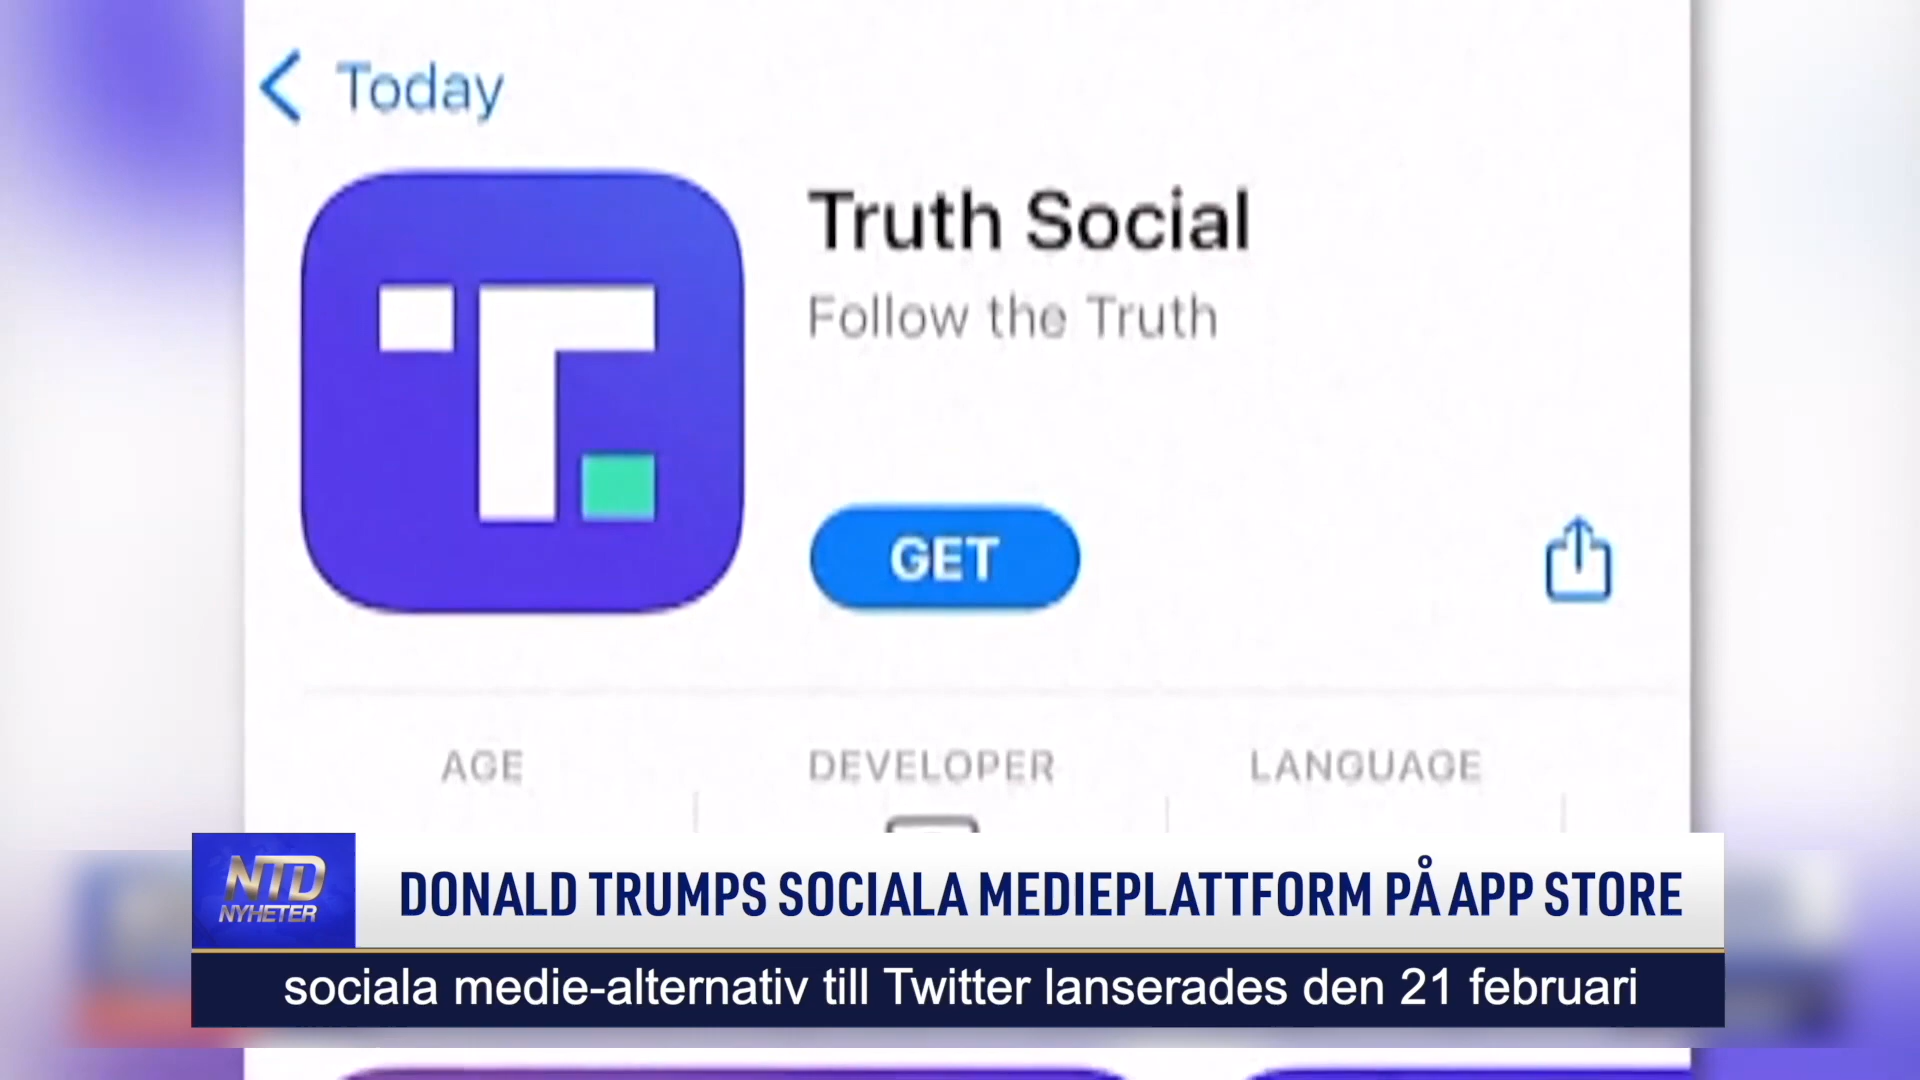 Today
Truth Social
Follow the Truth
GET
AGE DEVELOPER LANGUAGE
NTD
NYHETER
DONALD TRUMPS SOCIALA MEDIEPLATTFORM PÅ APP STORE
sociala medie-alternativ till Twitter lanserades den 21 februari